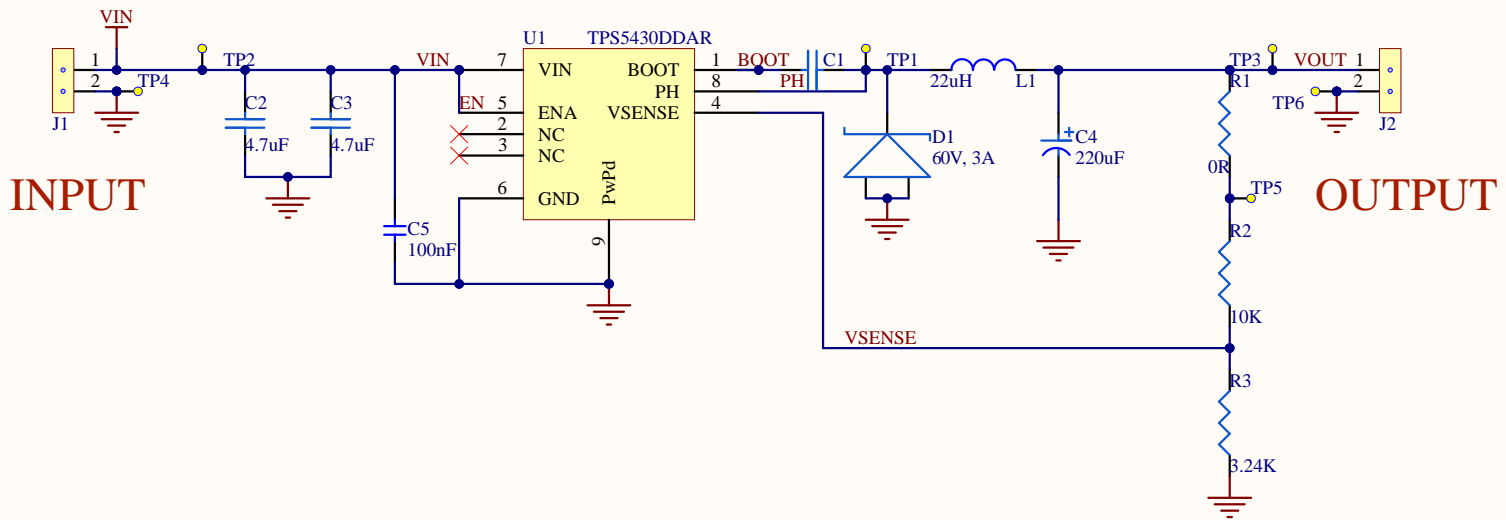 VIN
U1 TPS5430DDAR
1 TP2 VIN 7 VIN BOOT 1 BOOT C1 TP1 TP3 VOUT 1
2 TP4 PH 8 PH 22uH L1 R1 2
J1 C2 C3 EN 5 ENA VSENSE 4 TP6 J2
4.7uF 4.7uF 2 NC D1 C4
3 NC 60V, 3A 220uF
0R
INPUT 6 GND PwPd TP5 OUTPUT
C5 R2
100nF 9
10K
VSENSE
R3
3.24K